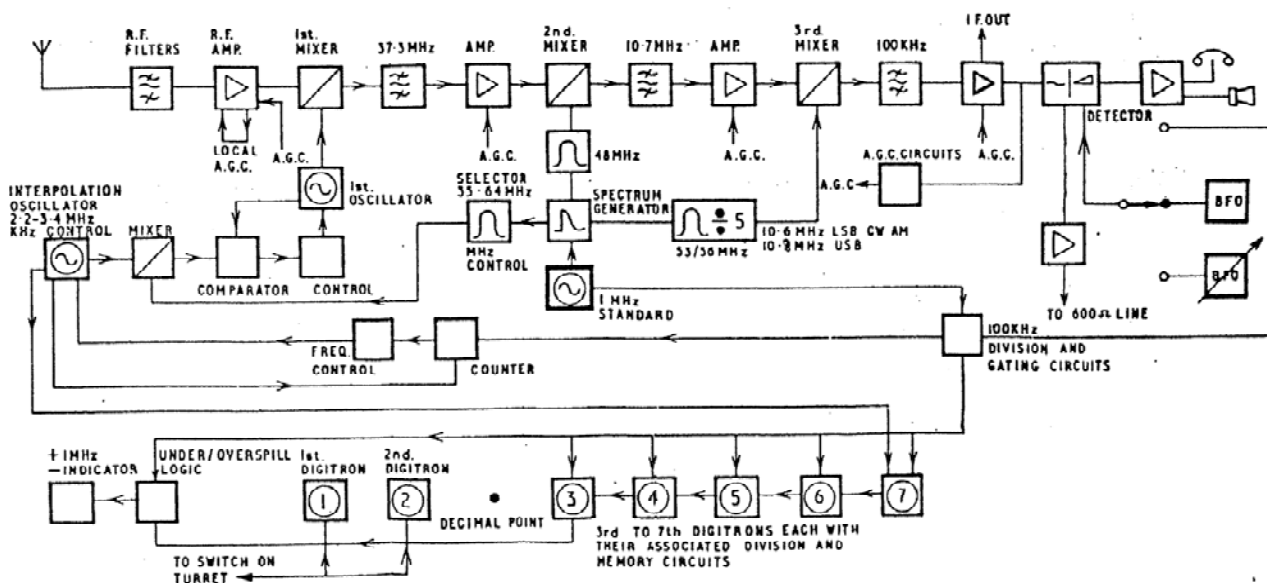 R.F.
FILTERS
R.F.
AMP.
1st.
MIXER
37·3MHz
AMP.
2nd.
MIXER
10·7MHz
AMP.
3rd.
MIXER
100KHz
I F. OUT
DETECTOR
LOCAL
A.G.C.
A.G.C.
A.G.C.
48MHz
A.G.C.
A.G.C. CIRCUITS
A.G.C
A.G.C.
INTERPOLATION
OSCILLATOR
2·2-3·4 MHz
KHz CONTROL
1st.
OSCILLATOR
SELECTOR
35-64MHz
SPECTRUM
GENERATOR
÷ 5
53/56MHz
10·6 MHz LSB CW AM
10·8 MHz USB
BFO
MIXER
COMPARATOR
CONTROL
MHz
CONTROL
1 MHz
STANDARD
BFO
TO 600Ω LINE
FREQ.
CONTROL
COUNTER
100KHz
DIVISION AND
GATING CIRCUITS
+1MHz
-INDICATOR
UNDER/OVERSPILL
LOGIC
1st.
DIGITRON
2nd.
DIGITRON
1
2
3
4
5
6
7
DECIMAL POINT
3rd TO 7th DIGITRONS EACH WITH
THEIR ASSOCIATED DIVISION AND
MEMORY CIRCUITS
TO SWITCH ON
TURRET